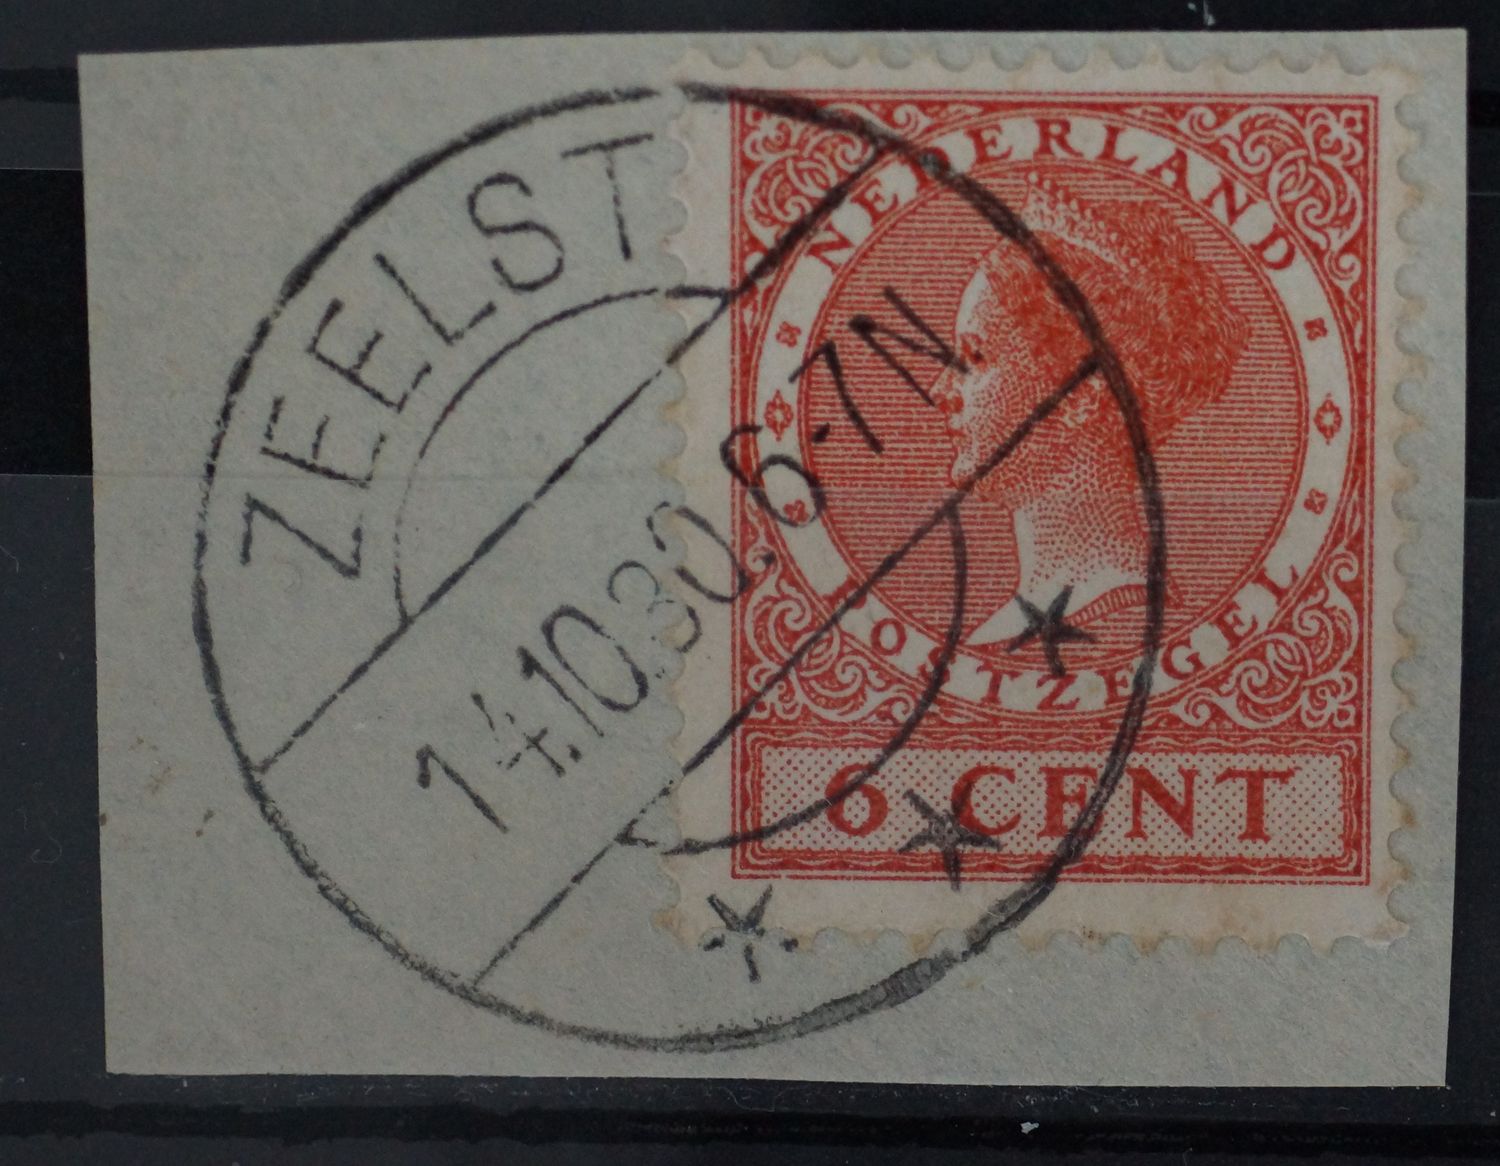 ZEELST
14.10.30.6-7N.
NEDERLAND
POSTZEGEL
6 CENT